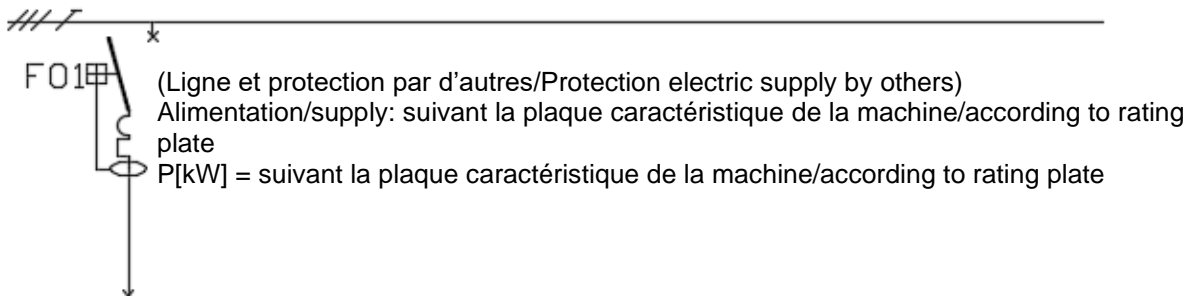 F01
(Ligne et protection par d'autres/Protection electric supply by others)
Alimentation/supply: suivant la plaque caractéristique de la machine/according to rating
plate
P[kW] = suivant la plaque caractéristique de la machine/according to rating plate